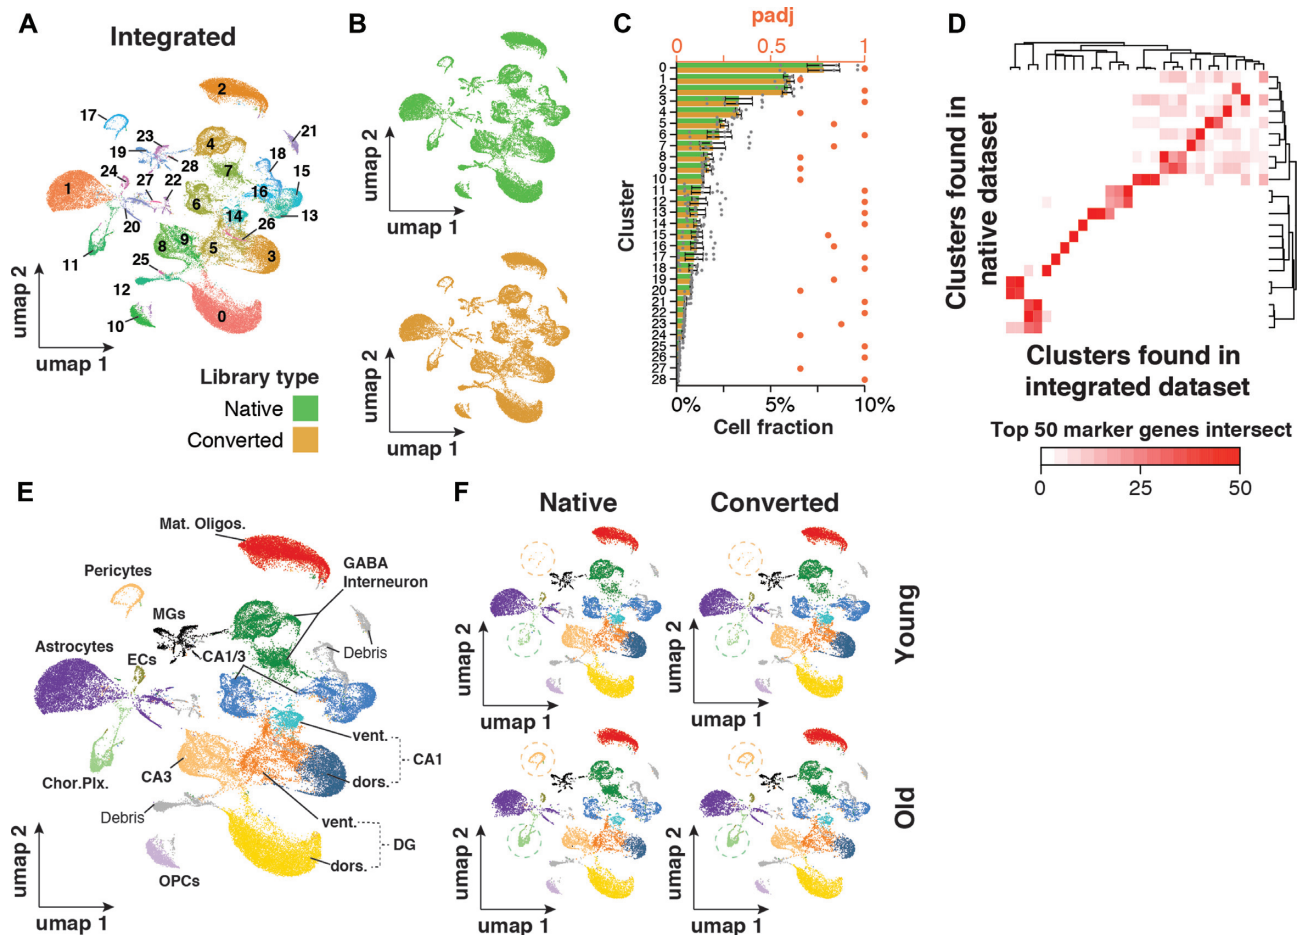 A
Integrated
2
17
23
4
21
19
28
7
18
15
24
27
22
1
16
6
14
13
20
26
9
8
5
3
11
25
12
0
10
umap 2
umap 1
Library type
Native
Converted
B
umap 2
umap 1
umap 2
umap 1
C
padj
0
0.5
1
Cluster
0
1
2
3
4
5
6
7
8
9
10
11
12
13
14
15
16
17
18
19
20
21
22
23
24
25
26
27
28
0%
5%
10%
Cell fraction
D
Clusters found in
native dataset
Clusters found in
integrated dataset
Top 50 marker genes intersect
0
25
50
E
Mat. Oligos.
GABA
Interneuron
Pericytes
MGs
Astrocytes
ECs
CA1/3
Debris
vent.
CA1
dors.
Chor.Plx.
CA3
Debris
vent.
DG
dors.
OPCs
umap 2
umap 1
F
Native
Converted
Young
umap 2
umap 1
umap 2
umap 1
Old
umap 2
umap 1
umap 2
umap 1